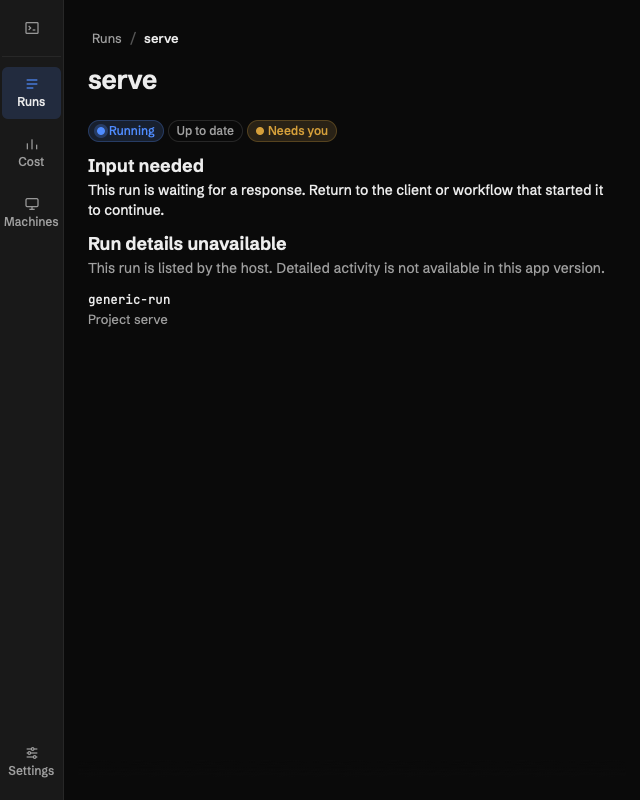 Runs / serve
serve
Running
Up to date
Needs you
Input needed
This run is waiting for a response. Return to the client or workflow that started it
to continue.
Run details unavailable
This run is listed by the host. Detailed activity is not available in this app version.
generic-run
Project serve
Runs
Cost
Machines
Settings